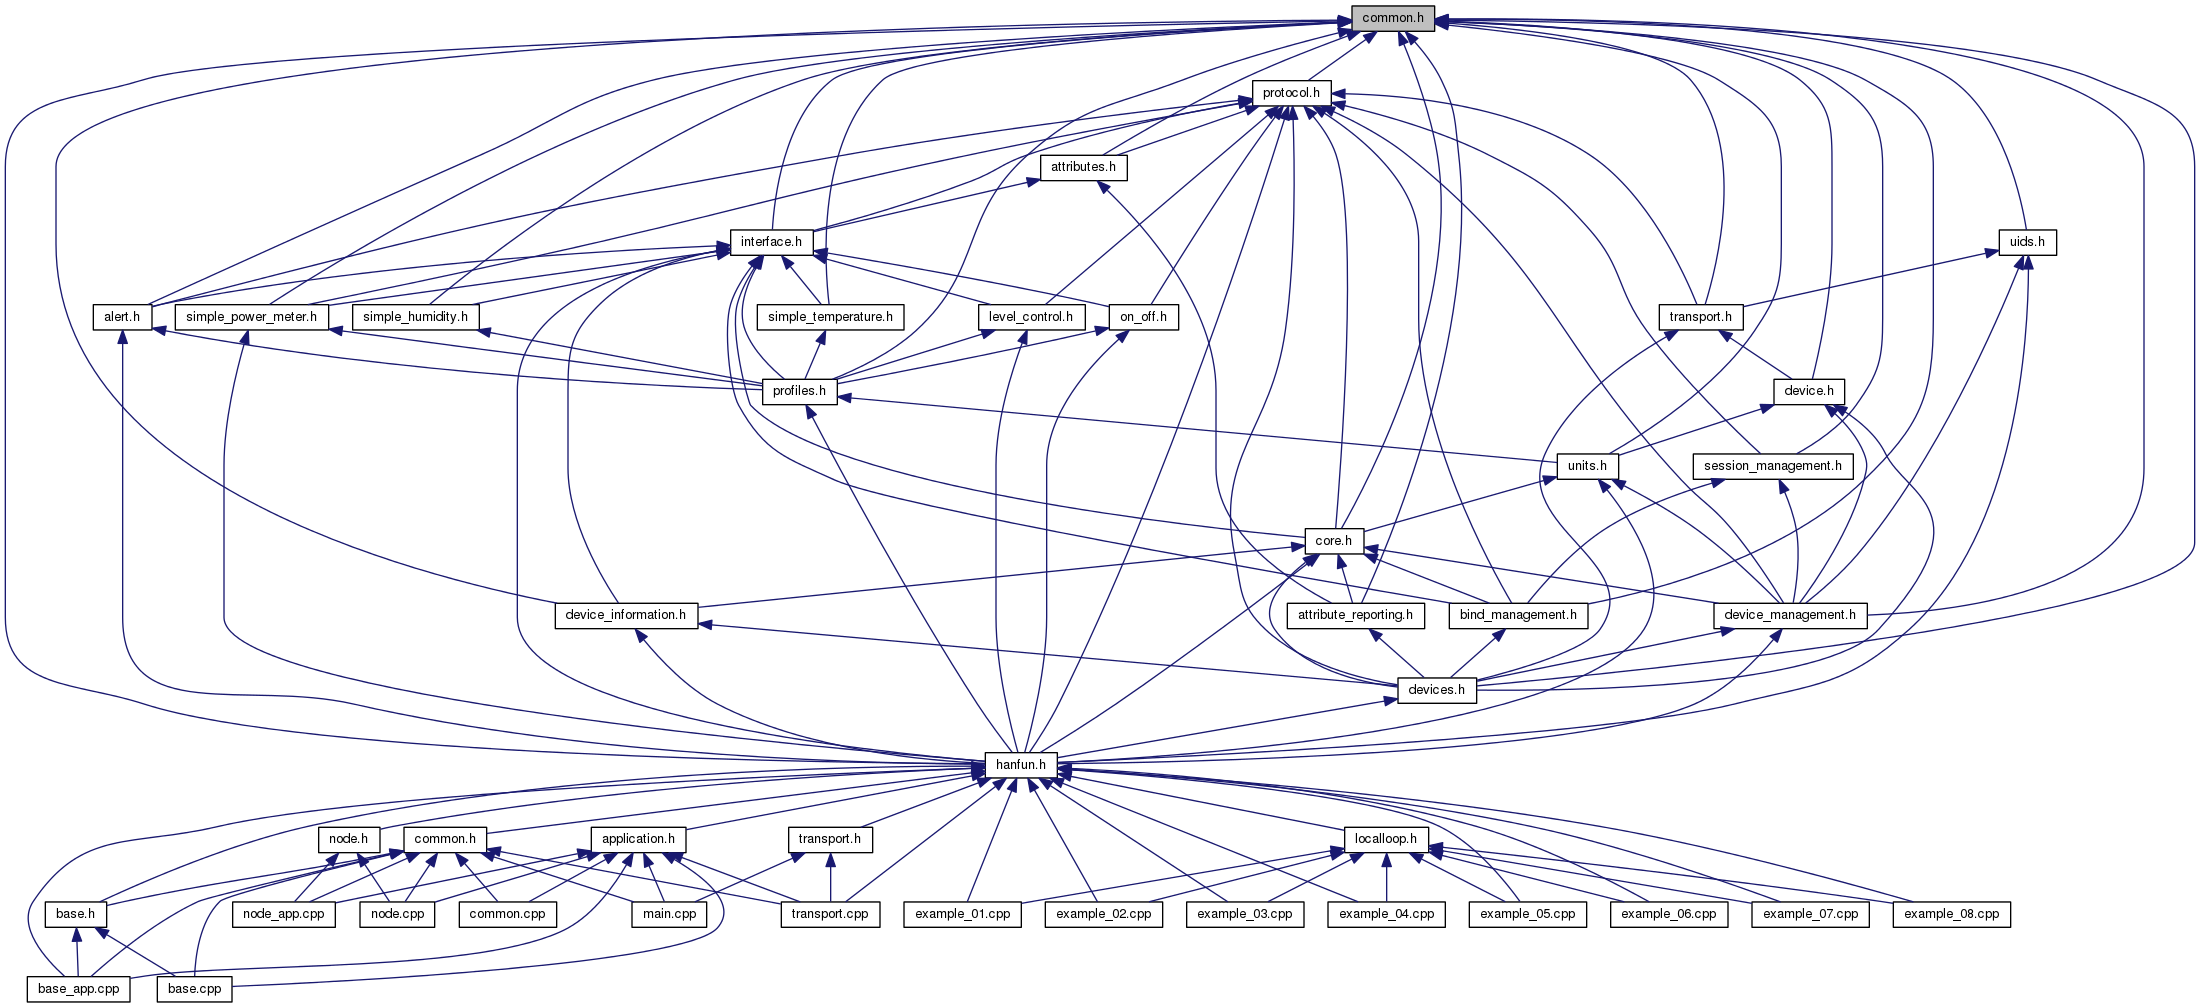 common.h
protocol.h
attributes.h
interface.h
uids.h
alert.h
simple_power_meter.h
simple_humidity.h
simple_temperature.h
level_control.h
on_off.h
transport.h
profiles.h
device.h
units.h
session_management.h
core.h
device_information.h
attribute_reporting.h
bind_management.h
device_management.h
devices.h
hanfun.h
node.h
common.h
application.h
transport.h
localloop.h
base.h
node_app.cpp
node.cpp
common.cpp
main.cpp
transport.cpp
example_01.cpp
example_02.cpp
example_03.cpp
example_04.cpp
example_05.cpp
example_06.cpp
example_07.cpp
example_08.cpp
base_app.cpp
base.cpp